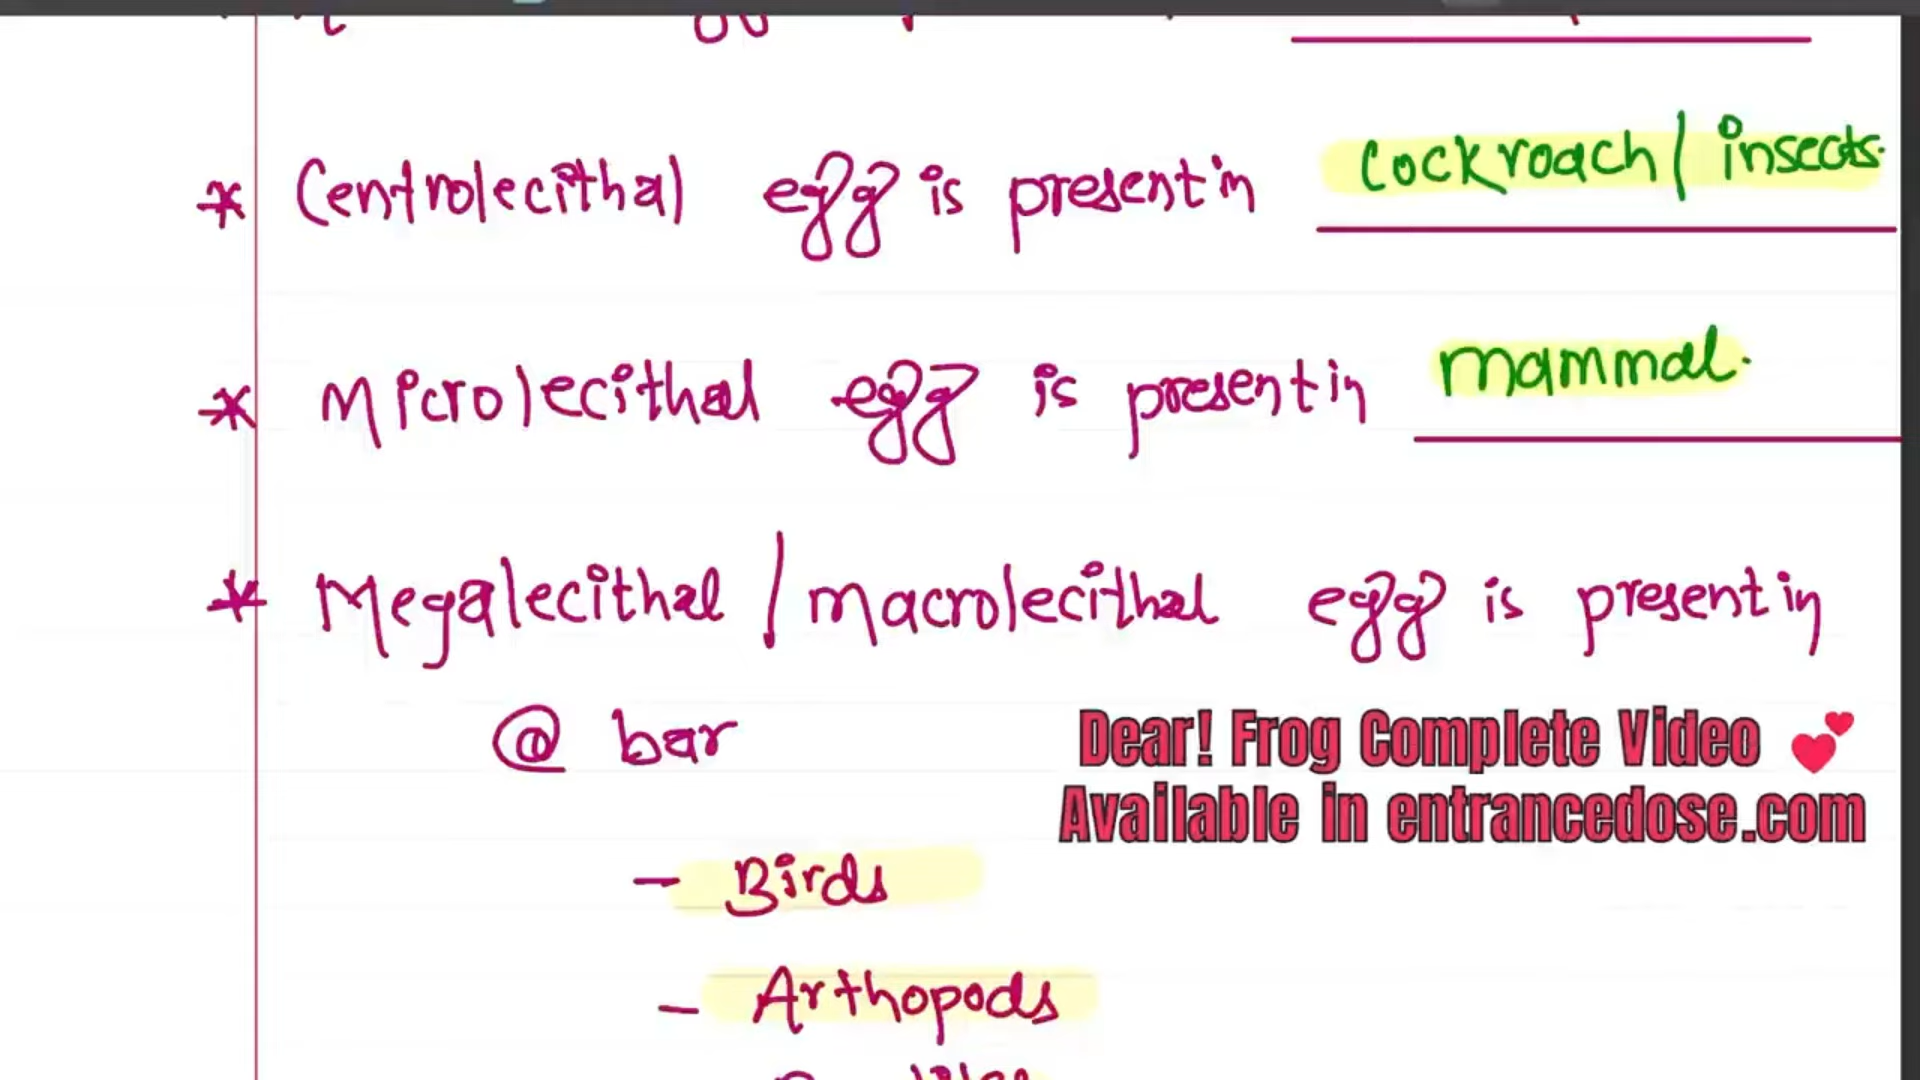 cockroach / insects.
* Centrolecithal egg is present in
mammal.
* Microlecithal egg is present in
* Megalecithal / macrolecithal egg is present in
@ bar
Dear! Frog Complete Video 💕
Available in entrancedose.com
- Birds
- Arthopods